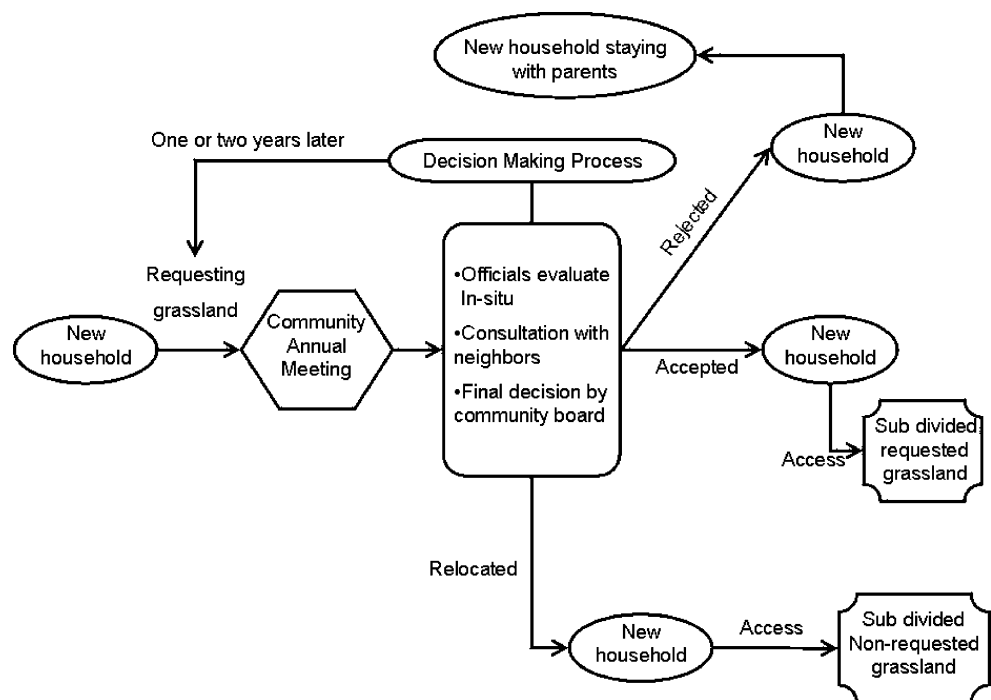 New household staying
with parents
New
household
One or two years later
Decision Making Process
Rejected
Requesting
grassland
•Officials evaluate
In-situ
•Consultation with
neighbors
•Final decision by
community board
New
household
Community
Annual
Meeting
Accepted
New
household
Access
Sub divided
requested
grassland
Relocated
New
household
Access
Sub divided
Non-requested
grassland